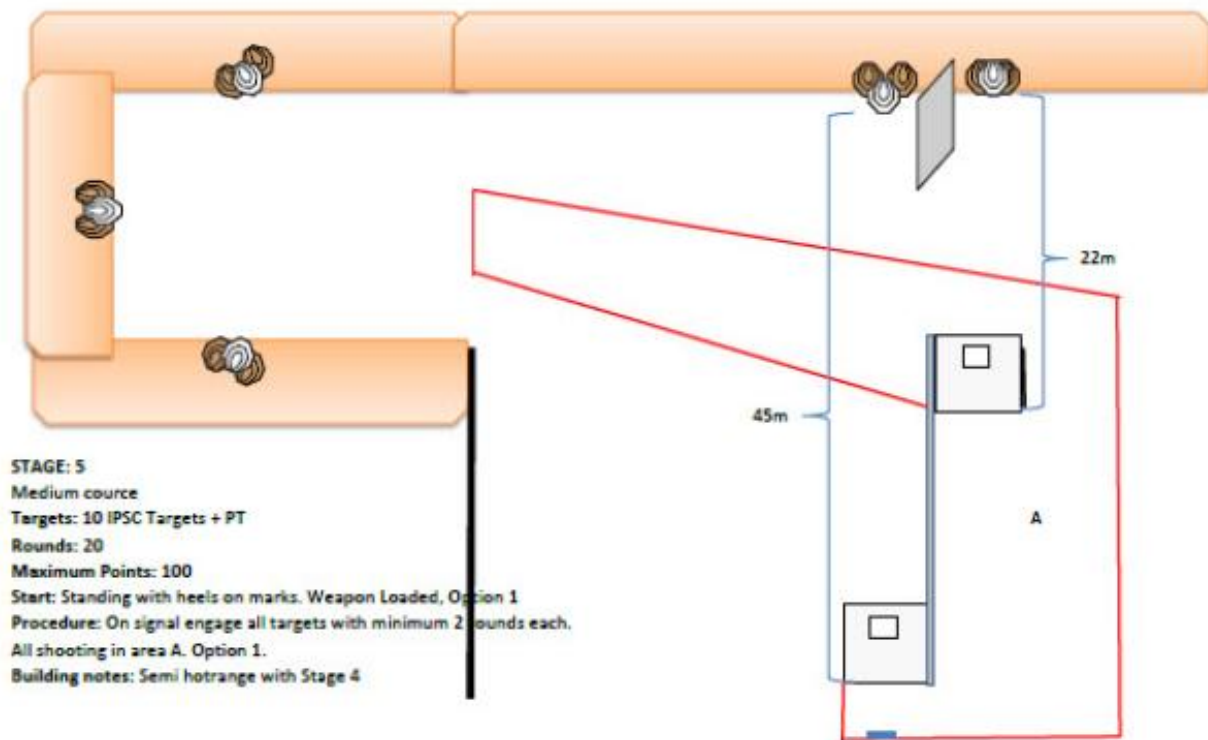 22m
45m
A
STAGE: 5
Medium cource
Targets: 10 IPSC Targets + PT
Rounds: 20
Maximum Points: 100
Start: Standing with heels on marks. Weapon Loaded, Option 1
Procedure: On signal engage all targets with minimum 2 rounds each.
All shooting in area A. Option 1.
Building notes: Semi hotrange with Stage 4